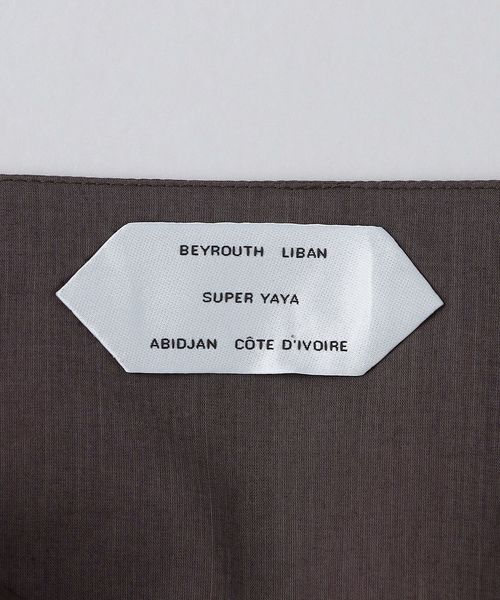 BEYROUTH LIBAN
SUPER YAYA
ABIDJAN CÔTE D'IVOIRE